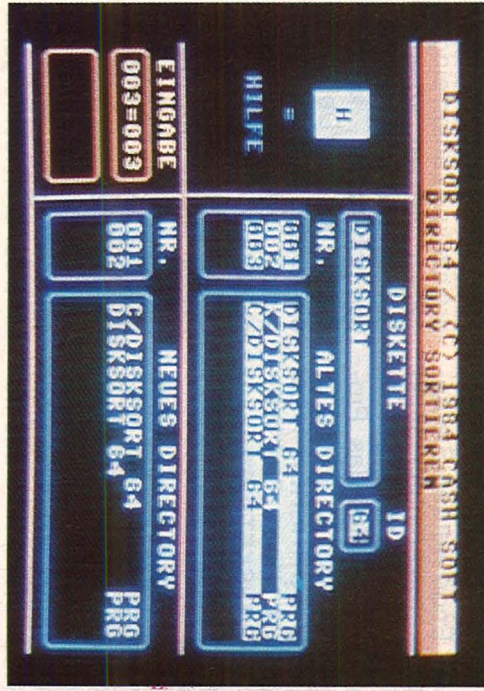 DISKSORT 64 / (C) 1984 CASH SOFT
DIRECTORY SORTIEREN
DISKETTE ID
H
DISKSORT
=
HILFE
NR. ALTES DIRECTORY
001 DISKSORT 64 PRG
002 K/DISKSORT 64 PRG
003 C/DISKSORT 64 PRG
EINGABE NR. NEUES DIRECTORY
003=003 001 C/DISKSORT 64 PRG
002 DISKSORT 64 PRG